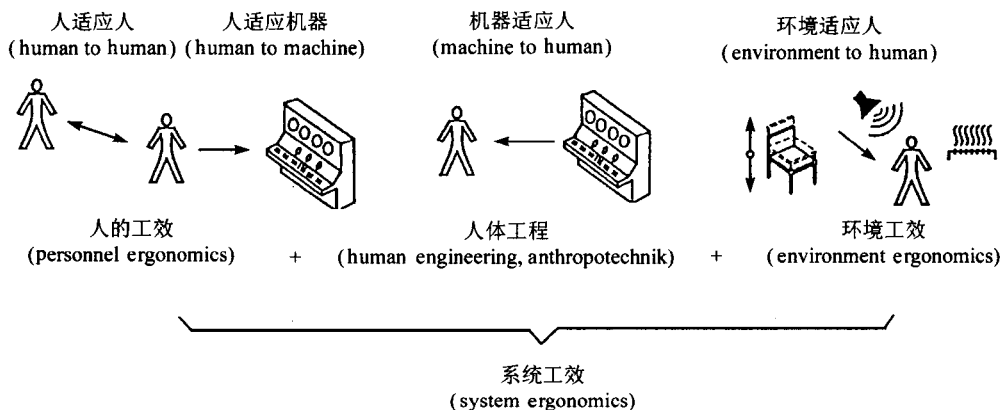 人适应人 人适应机器 机器适应人 环境适应人
(human to human) (human to machine) (machine to human) (environment to human)
人的工效 人体工程 环境工效
(personnel ergonomics) + (human engineering, anthropotechnik) + (environment ergonomics)
系统工效
(system ergonomics)